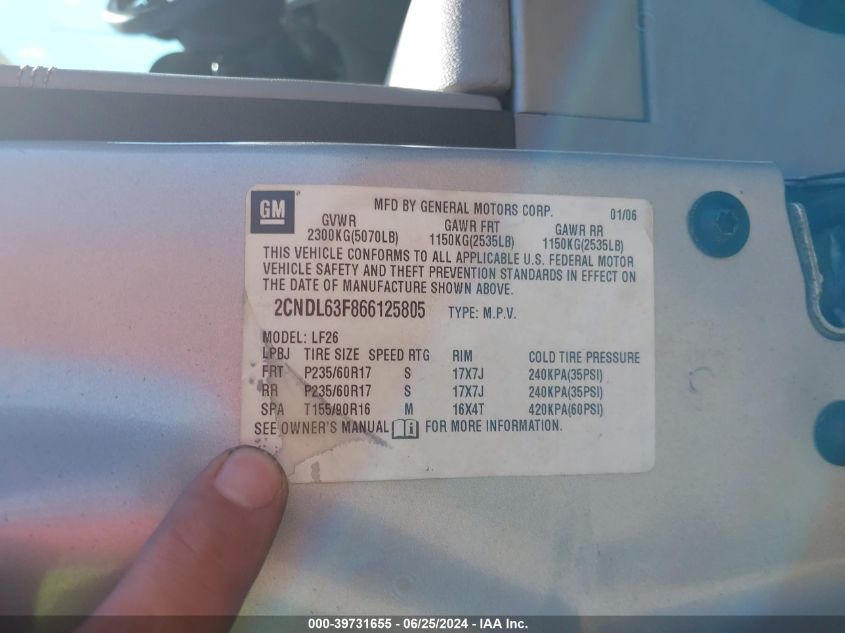 GM
MFD BY GENERAL MOTORS CORP. 01/06
GVWR GAWR FRT GAWR RR
2300KG(5070LB) 1150KG(2535LB) 1150KG(2535LB)
THIS VEHICLE CONFORMS TO ALL APPLICABLE U.S. FEDERAL MOTOR
VEHICLE SAFETY AND THEFT PREVENTION STANDARDS IN EFFECT ON
THE DATE OF MANUFACTURE SHOWN ABOVE.
2CNDL63F866125805 TYPE: M.P.V.
MODEL: LF26
LPBJ TIRE SIZE SPEED RTG RIM COLD TIRE PRESSURE
FRT P235/60R17 S 17X7J 240KPA(35PSI)
RR P235/60R17 S 17X7J 240KPA(35PSI)
SPA T155/90R16 M 16X4T 420KPA(60PSI)
SEE OWNER'S MANUAL FOR MORE INFORMATION.
000-39731655 - 06/25/2024 - IAA Inc.